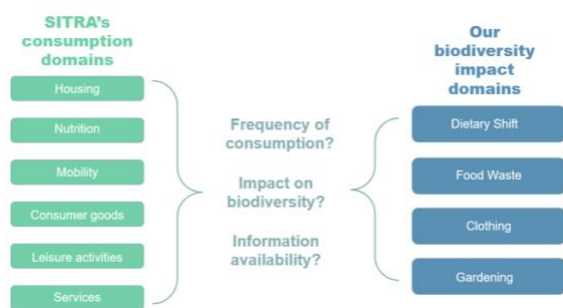 SITRA's
consumption
domains
Housing
Nutrition
Mobility
Consumer goods
Leisure activities
Services
Frequency of
consumption?
Impact on
biodiversity?
Information
availability?
Our
biodiversity
impact
domains
Dietary Shift
Food Waste
Clothing
Gardening